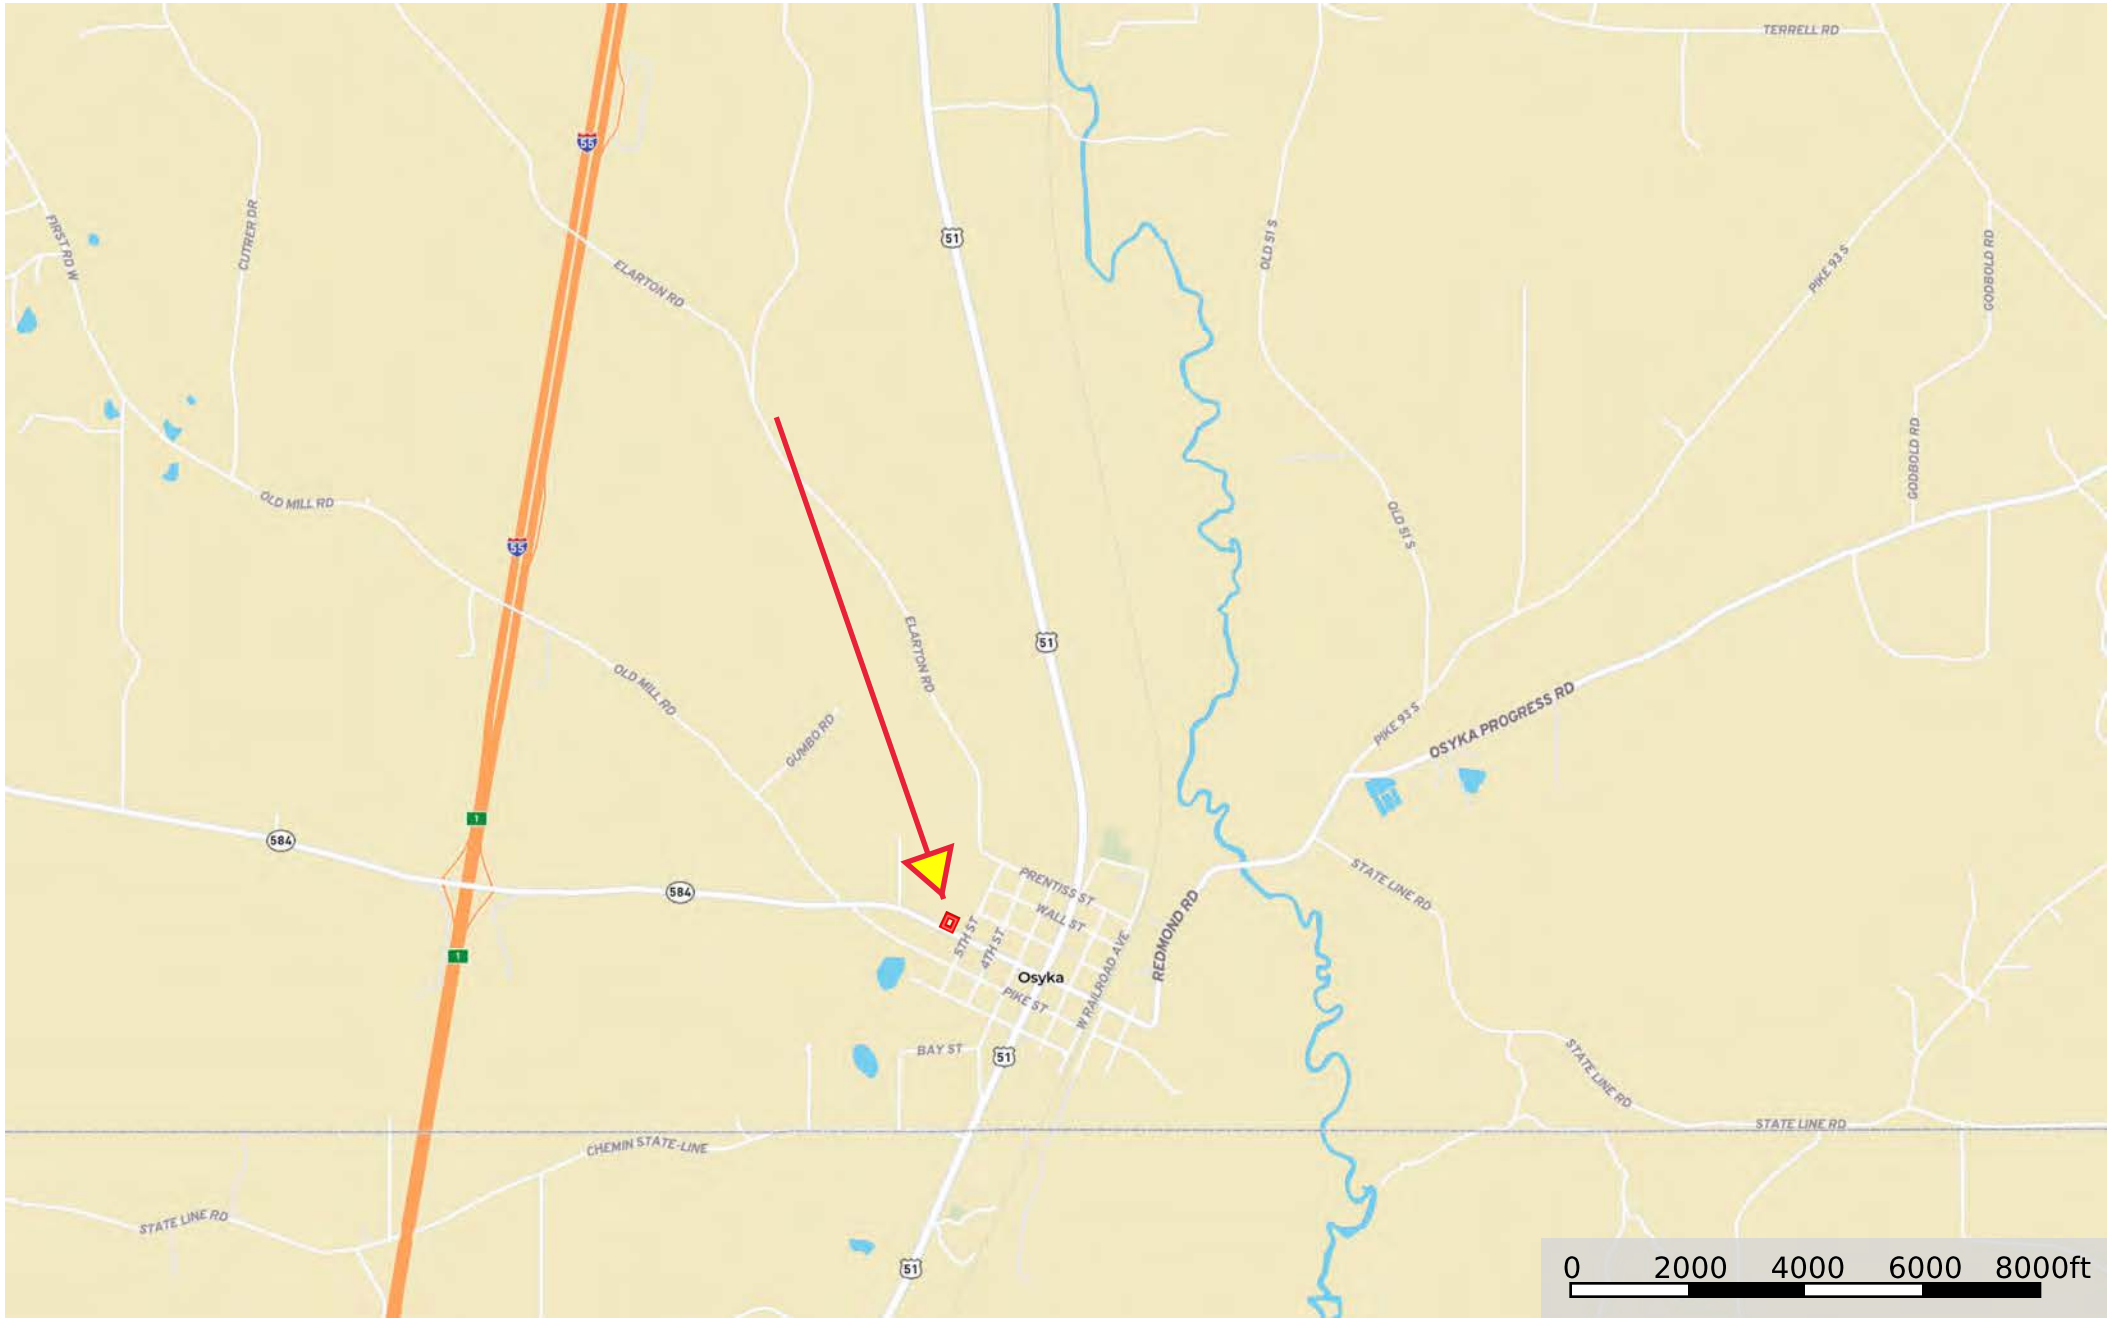 TERRELL RD
55
FIRST RD W
CUTRER DR
51
OLD 51 S
PIKE 93 S
GODBOLD RD
ELARTON RD
GODBOLD RD
OLD MILL RD
OLD 51 S
55
ELARTON RD
51
OLD MILL RD
GUMBO RD
PIKE 93 S
OSYKA PROGRESS RD
1
584
584
PRENTISS ST
WALL ST
STATE LINE RD
5TH ST
4TH ST
REDMOND RD
1
Osyka
W RAILROAD AVE
PIKE ST
BAY ST
51
STATE LINE RD
STATE LINE RD
CHEMIN STATE-LINE
STATE LINE RD
51
0 2000 4000 6000 8000ft